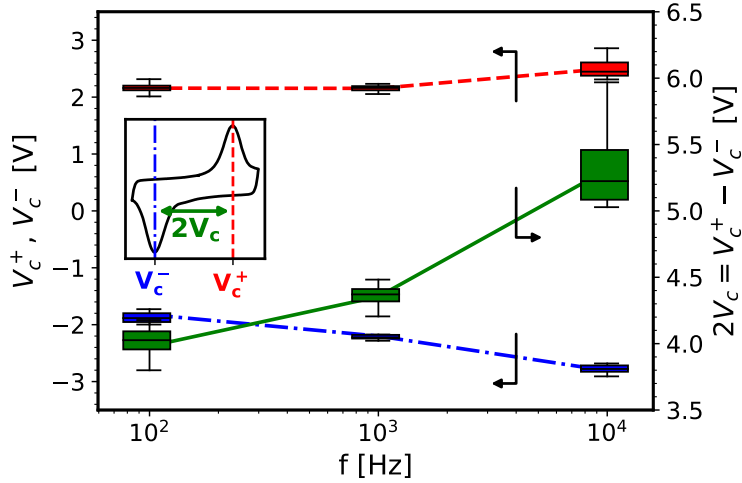 3
2
1
0
−1
−2
−3
V_c^+, V_c^- [V]
6.5
6.0
5.5
5.0
4.5
4.0
3.5
2V_c = V_c^+ − V_c^- [V]
2V_c
V_c^-
V_c^+
10^2
10^3
10^4
f [Hz]